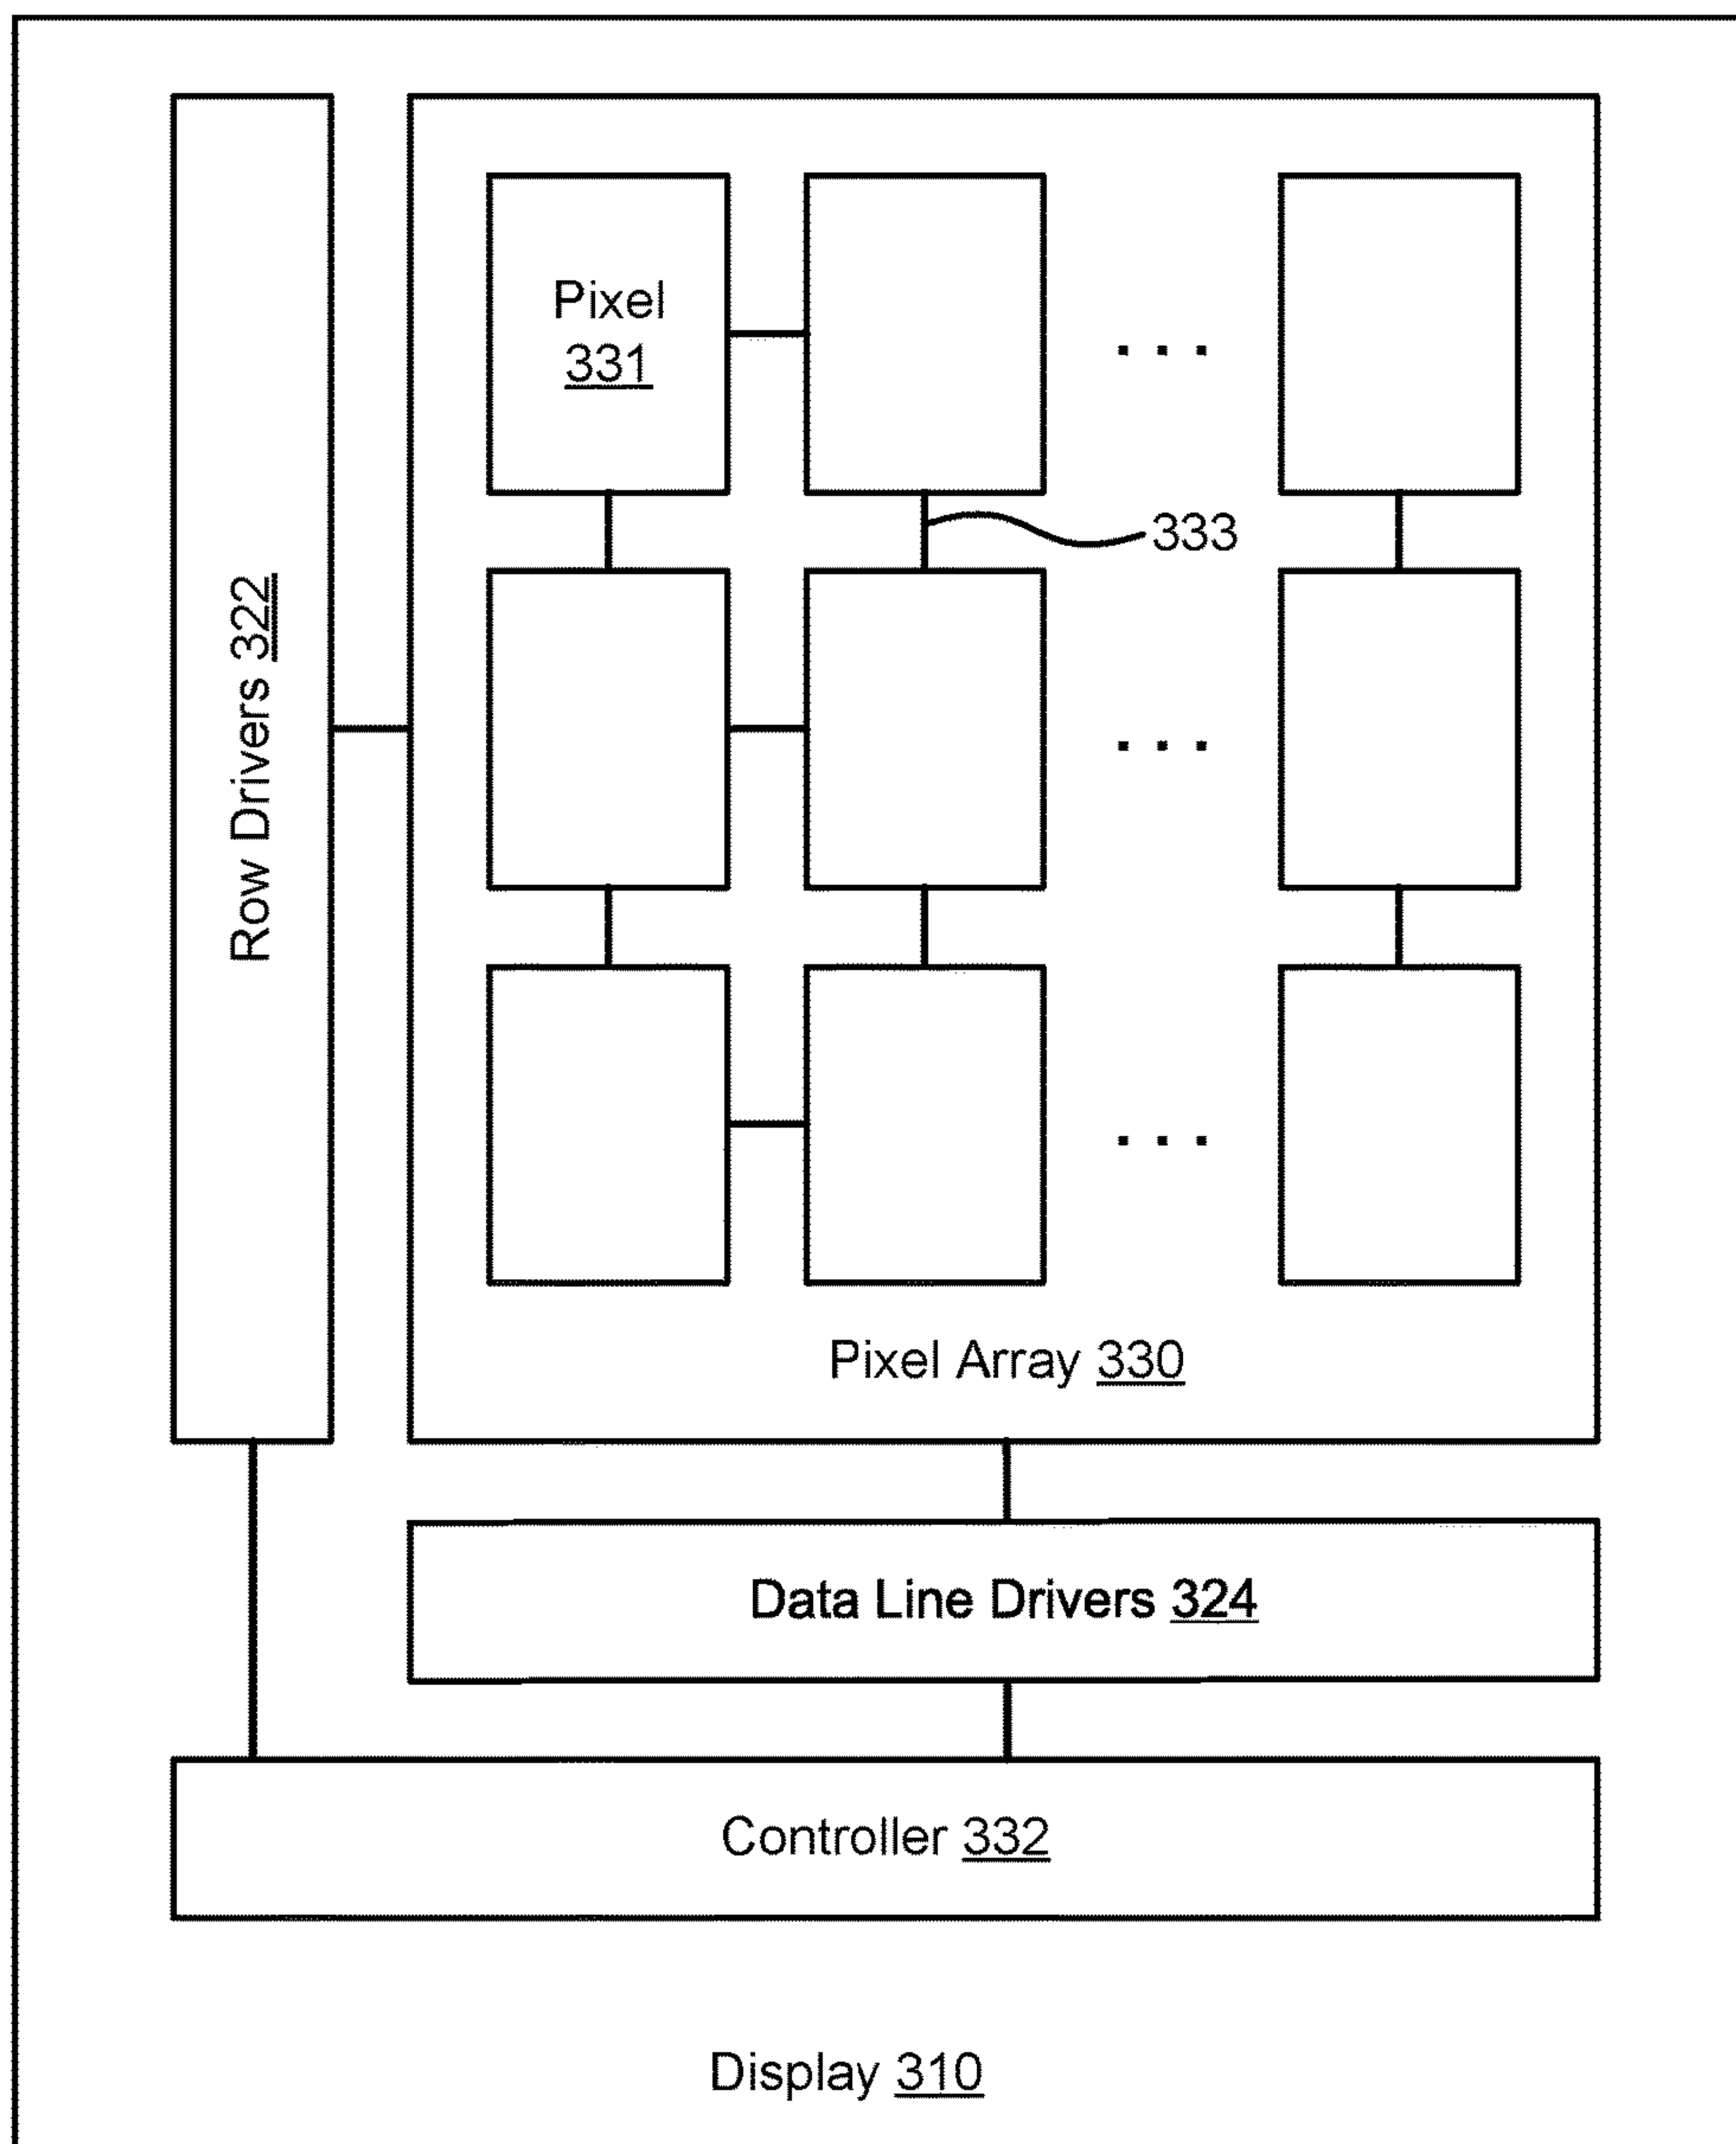 Pixel
331
333
Row Drivers 322
Pixel Array 330
Data Line Drivers 324
Controller 332
Display 310